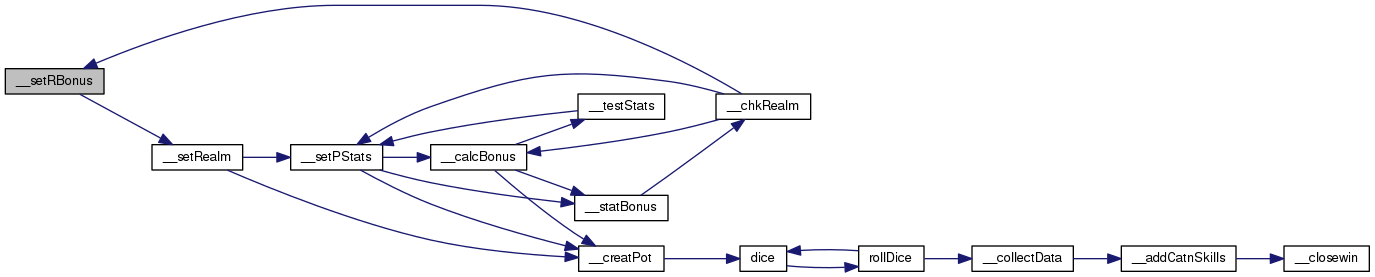 __setRBonus
__testStats
__chkRealm
__setRealm
__setPStats
__calcBonus
__statBonus
__creatPot
dice
rollDice
__collectData
__addCatnSkills
__closewin